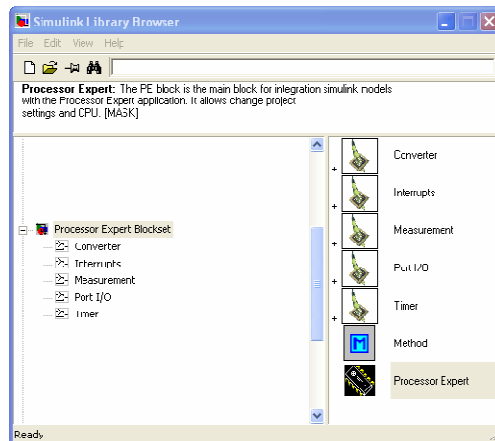 Simulink Library Browser
File Edit View Help
Processor Expert: The PE block is the main block for integration simulink models
with the Processor Expert application. It allows change project
settings and CPU. [MASK]
Processor Expert Blockset
Converter
Interrupts
Measurement
Port I/O
Timer
Converter
Interrupts
Measurement
Port I/O
Timer
M
Method
Processor Expert
Ready